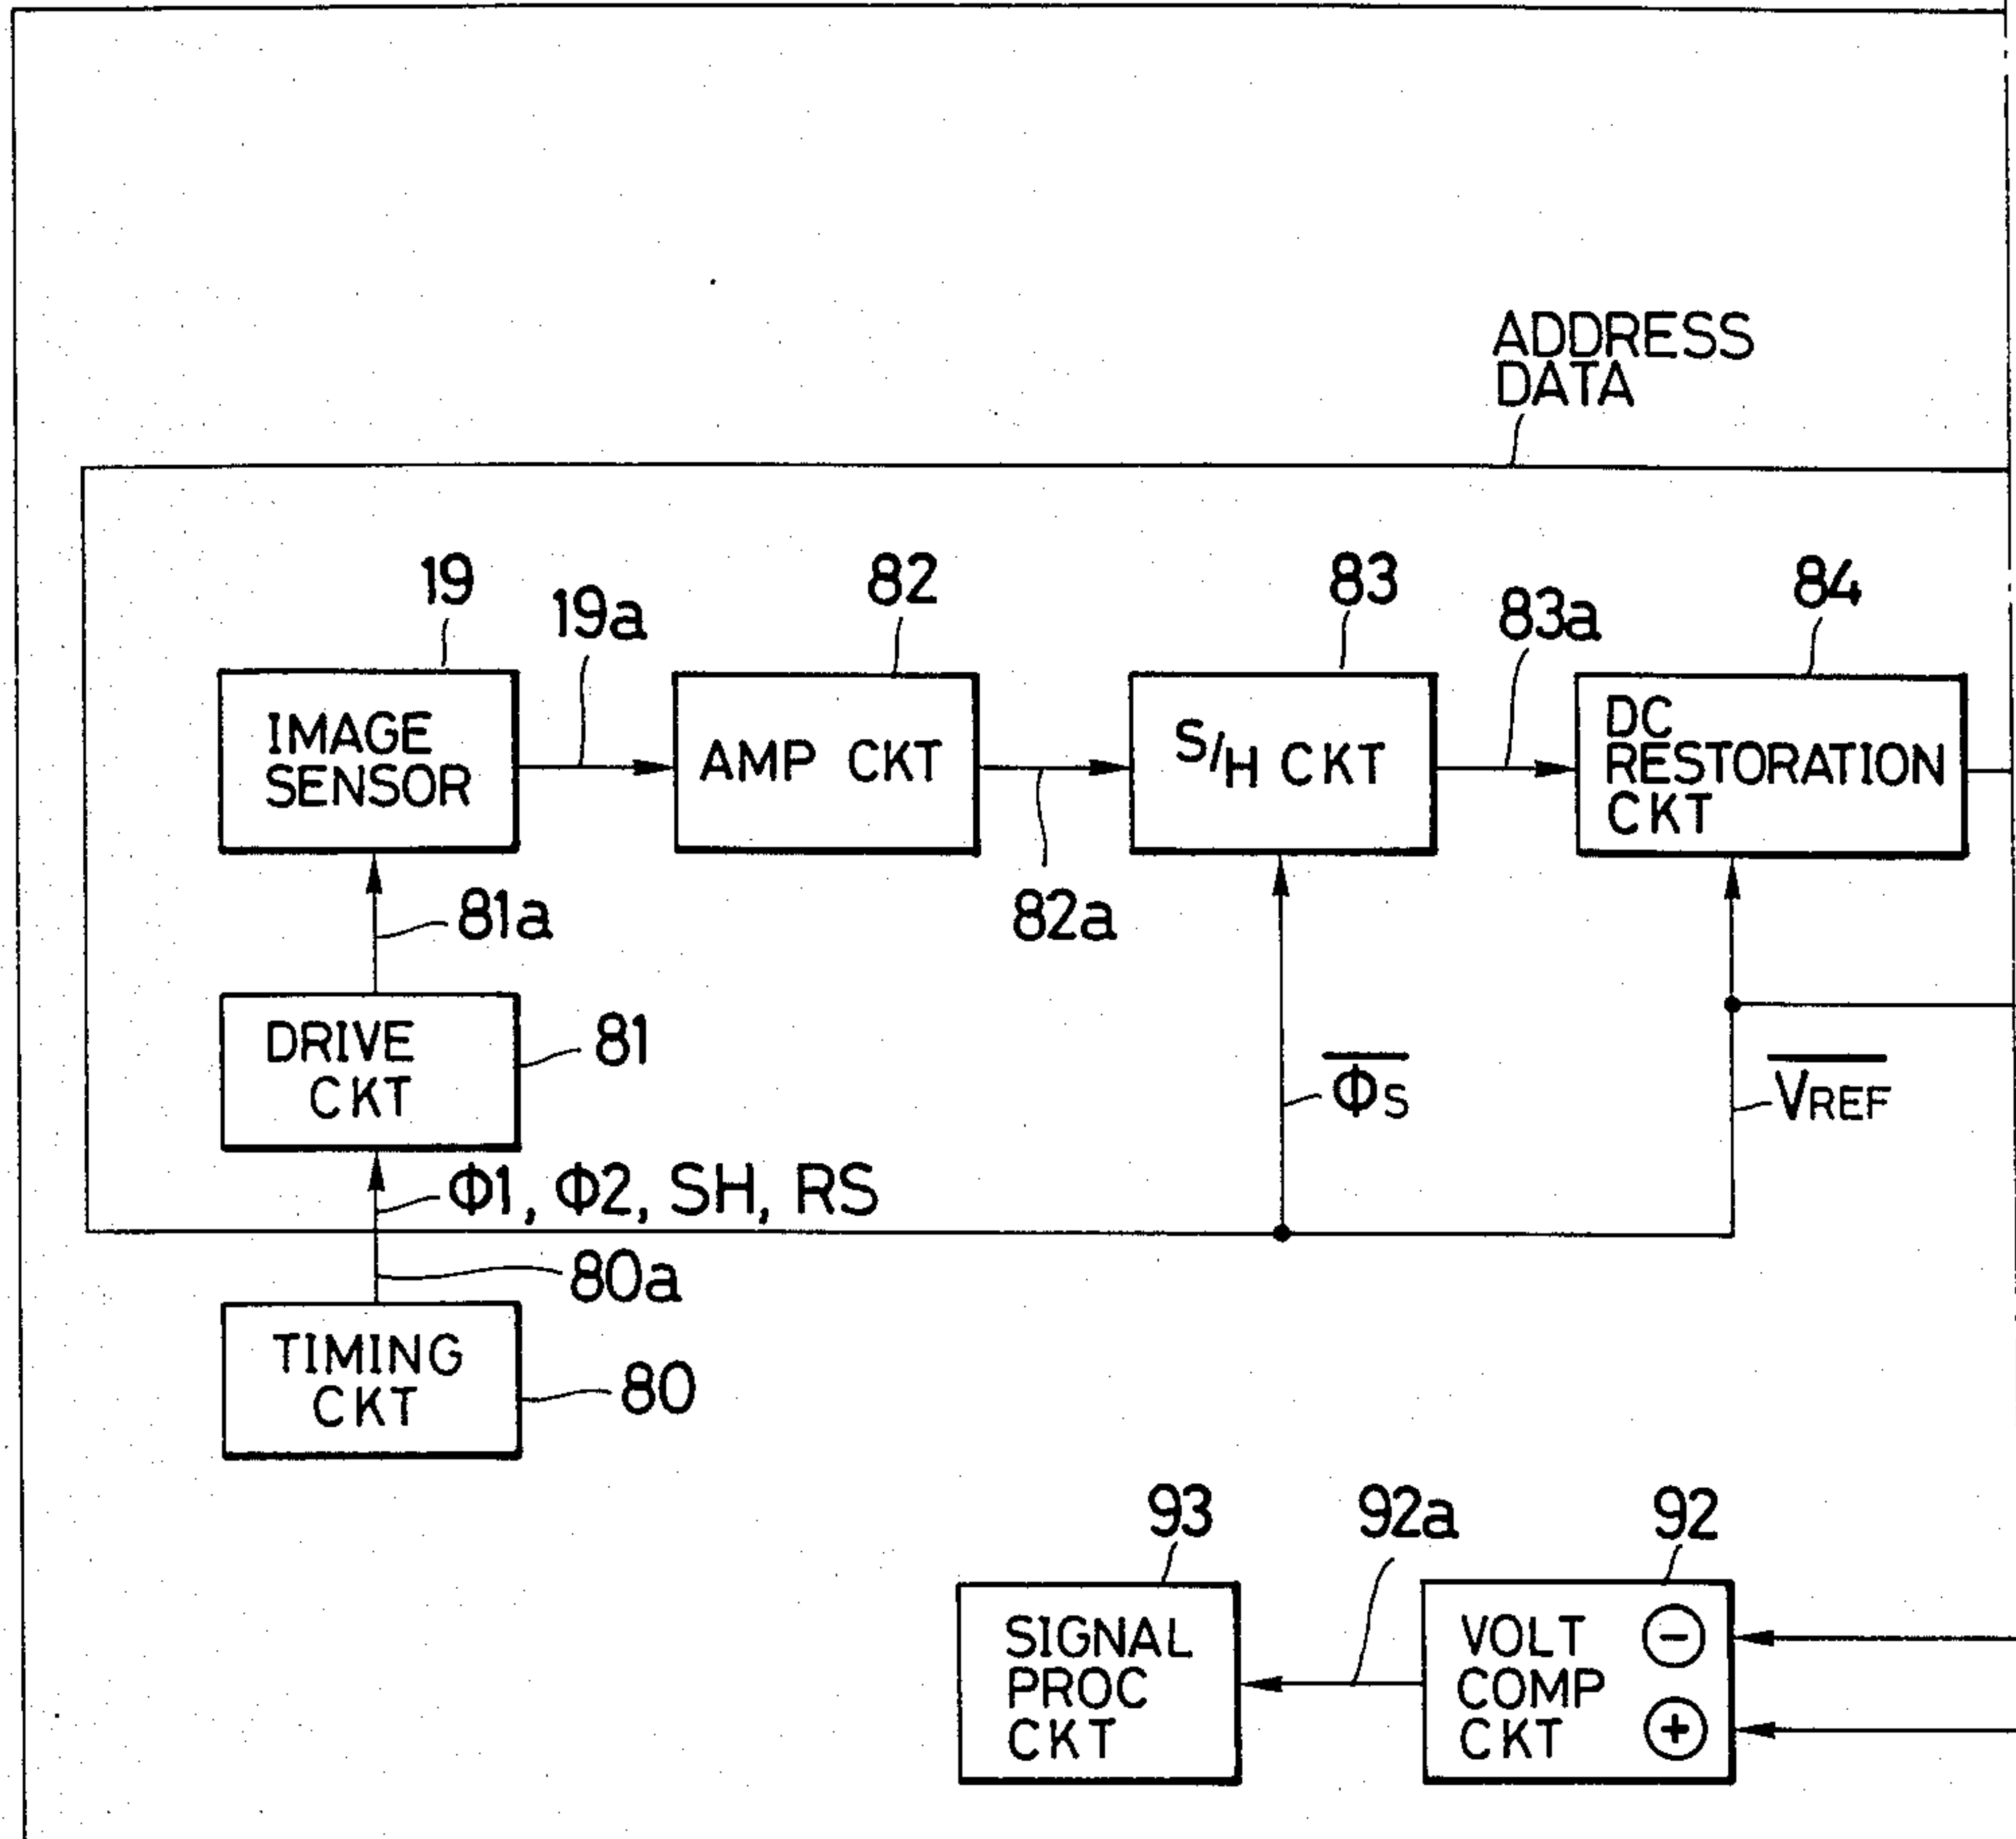 ADDRESS
DATA
19
19a
82
83
83a
84
IMAGE
SENSOR
AMP CKT
S/H CKT
DC
RESTORATION
CKT
81a
82a
DRIVE
CKT
81
Φ̅S̅
V̅R̅E̅F̅
Φ1, Φ2, SH, RS
80a
TIMING
CKT
80
93
92a
92
SIGNAL
PROC
CKT
VOLT
COMP
CKT
−
+